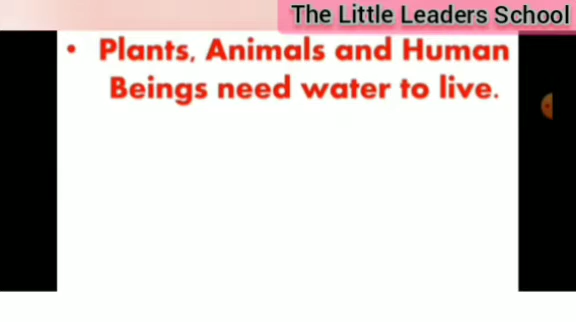 The Little Leaders School
• Plants, Animals and Human
Beings need water to live.